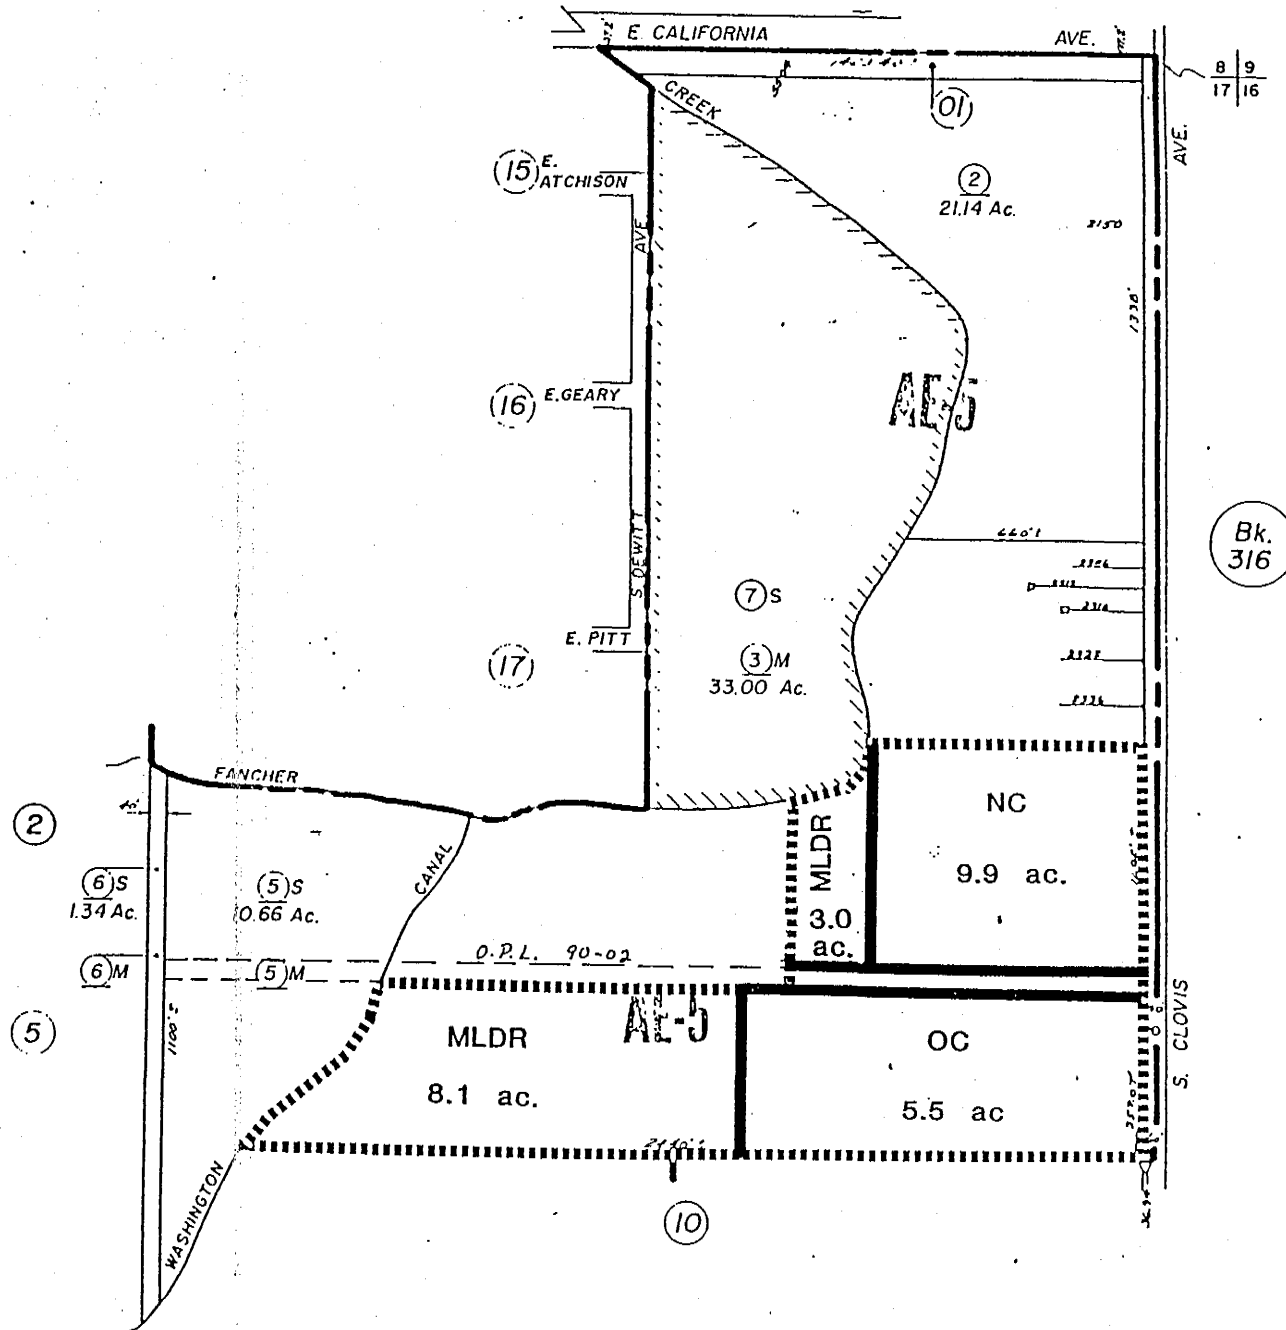 E. CALIFORNIA AVE.
8 9
17 16
CREEK
01
AVE.
15 E. ATCHISON
2
21.14 Ac.
AVE
2150
1338'
AE-5
16 E. GEARY
Bk. 316
S DEWITT
7 S
E. PITT
17
3 M
33.00 Ac.
FANCHER
NC
9.9 ac.
MLDR
3.0 ac.
2
CANAL
6 S
1.34 Ac.
5 S
0.66 Ac.
O.P.L. 90-02
6 M
5 M
AE-5
5
MLDR
8.1 ac.
OC
5.5 ac
S. CLOVIS
WASHINGTON
10